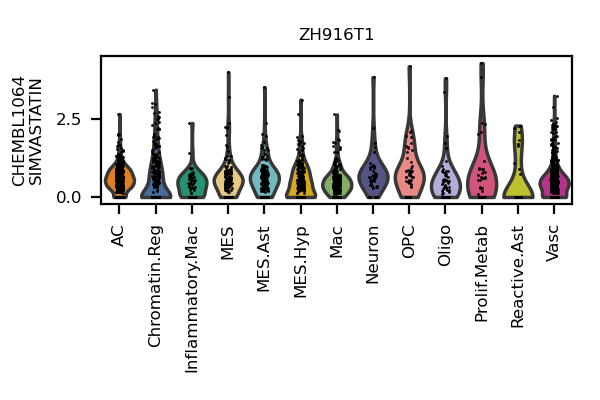 ZH916T1
CHEMBL1064
SIMVASTATIN
2.5
0.0
AC
Chromatin.Reg
Inflammatory.Mac
MES
MES.Ast
MES.Hyp
Mac
Neuron
OPC
Oligo
Prolif.Metab
Reactive.Ast
Vasc